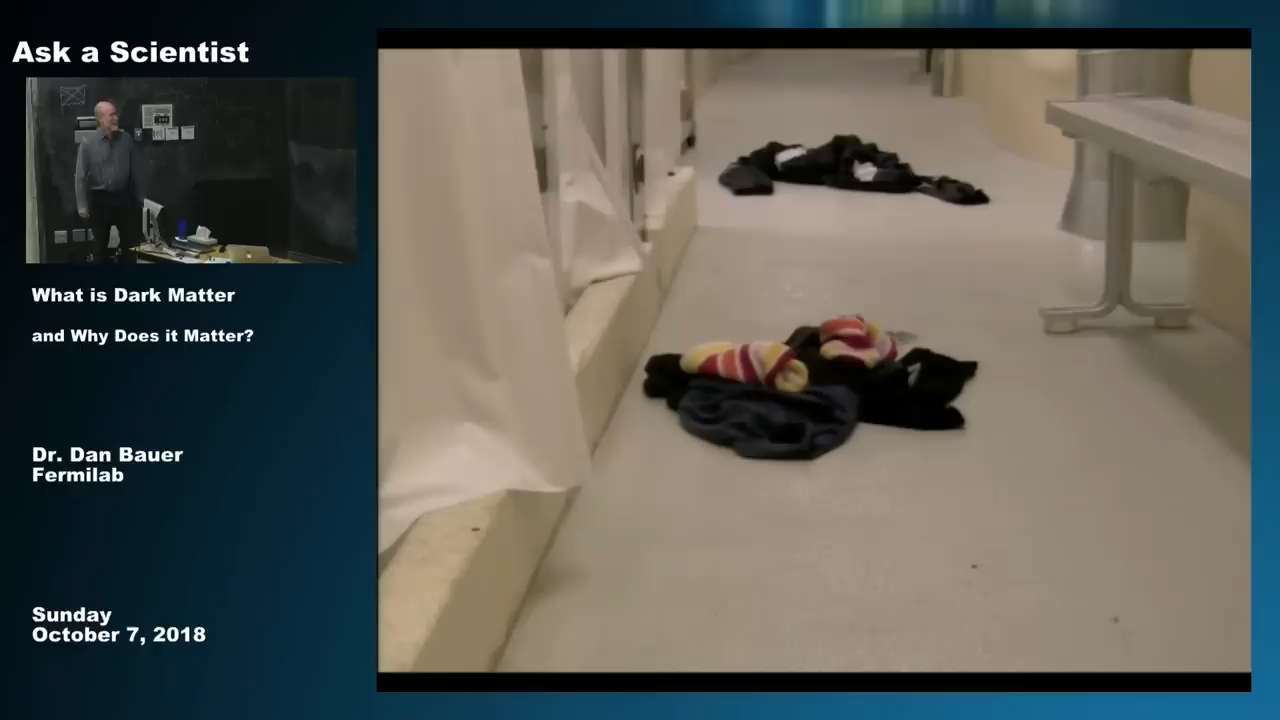 Ask a Scientist
What is Dark Matter
and Why Does it Matter?
Dr. Dan Bauer
Fermilab
Sunday
October 7, 2018